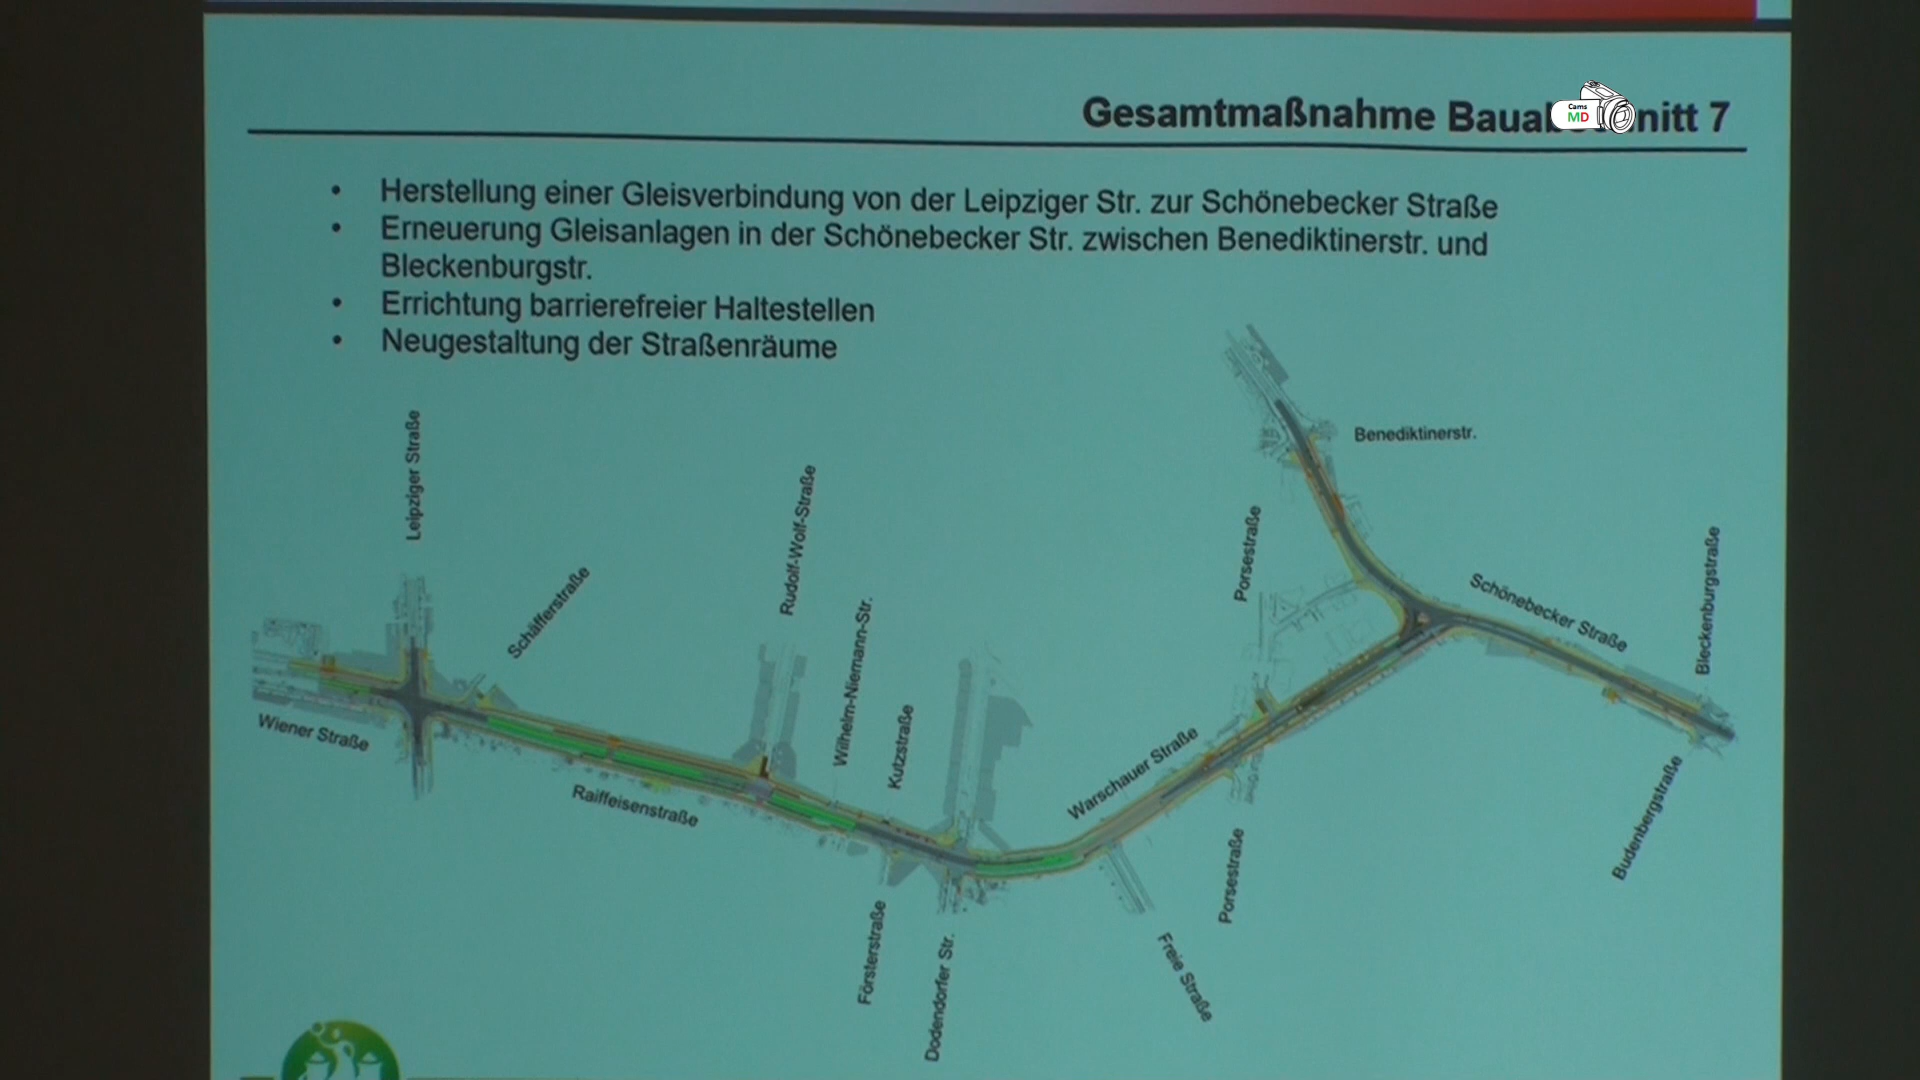 Gesamtmaßnahme Bauabschnitt 7
Cams
MD
• Herstellung einer Gleisverbindung von der Leipziger Str. zur Schönebecker Straße
• Erneuerung Gleisanlagen in der Schönebecker Str. zwischen Benediktinerstr. und
Bleckenburgstr.
• Errichtung barrierefreier Haltestellen
• Neugestaltung der Straßenräume
Leipziger Straße
Schäfferstraße
Rudolf-Wolf-Straße
Wilhelm-Niemann-Str.
Kutzstraße
Porsestraße
Benediktinerstr.
Schönebecker Straße
Bleckenburgstraße
Wiener Straße
Raiffeisenstraße
Warschauer Straße
Försterstraße
Dodendorfer Str.
Freie Straße
Porsestraße
Budenbergstraße